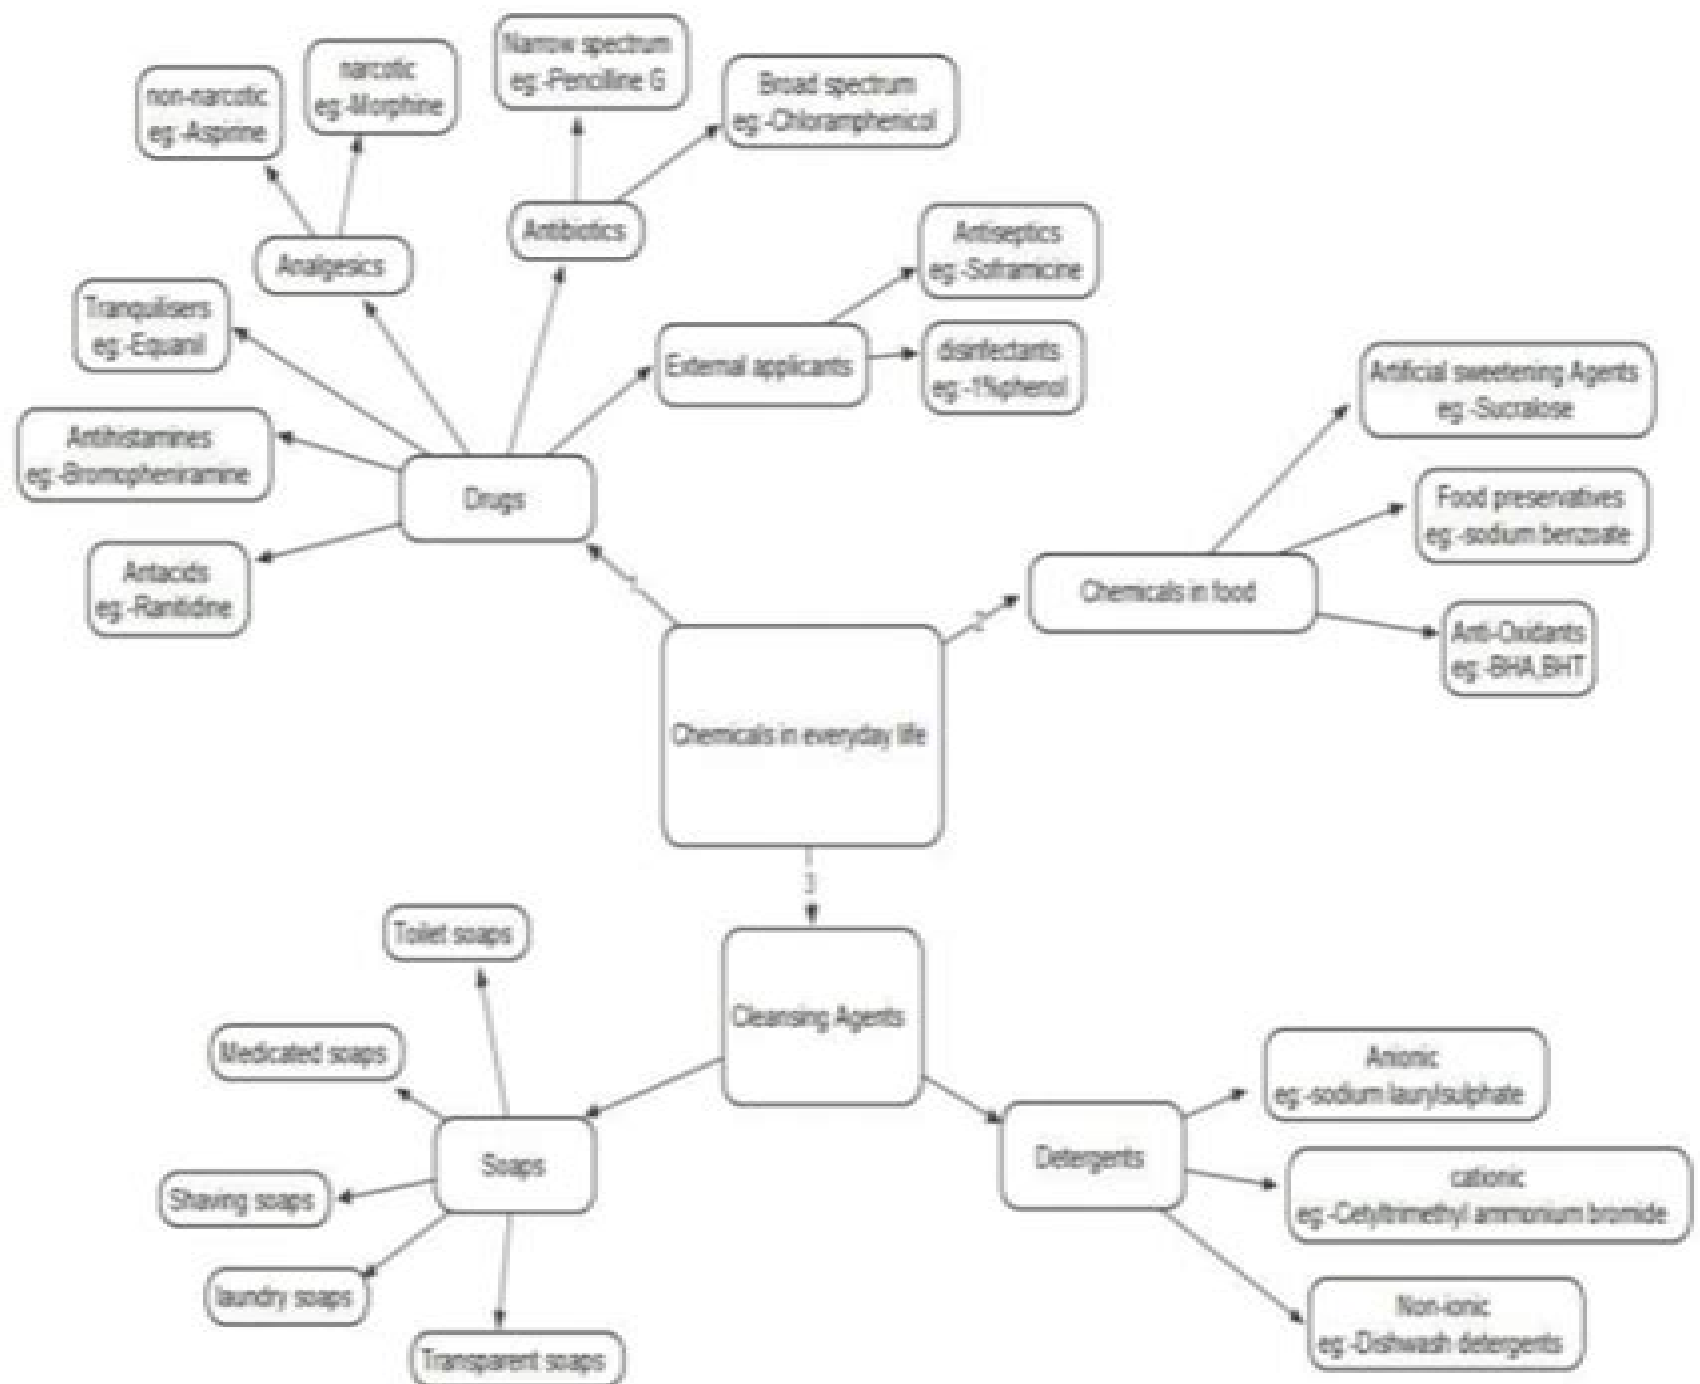 Narrow spectrum
eg:-Pencilline G
narcotic
eg:-Morphine
non-narcotic
eg:-Aspirine
Broad spectrum
eg:-Chloramphenicol
Antibiotics
Analgesics
Antiseptics
eg:-Soframicine
Tranquilisers
eg:-Equanil
External applicants
disinfectants
eg:-1%phenol
Artificial sweetening Agents
eg:-Sucralose
Antihistamines
eg:-Bromopheniramine
Drugs
Food preservatives
eg:-sodium benzoate
Antacids
eg:-Ranitidine
Chemicals in food
1
2
Anti-Oxidants
eg:-BHA,BHT
Chemicals in everyday life
Toilet soaps
Cleansing Agents
Medicated soaps
Anionic
eg:-sodium laurylsulphate
Soaps
Detergents
cationic
eg:-Cetyltrimethyl ammonium bromide
Shaving soaps
laundry soaps
Non-ionic
eg:-Dishwash detergents
Transparent soaps